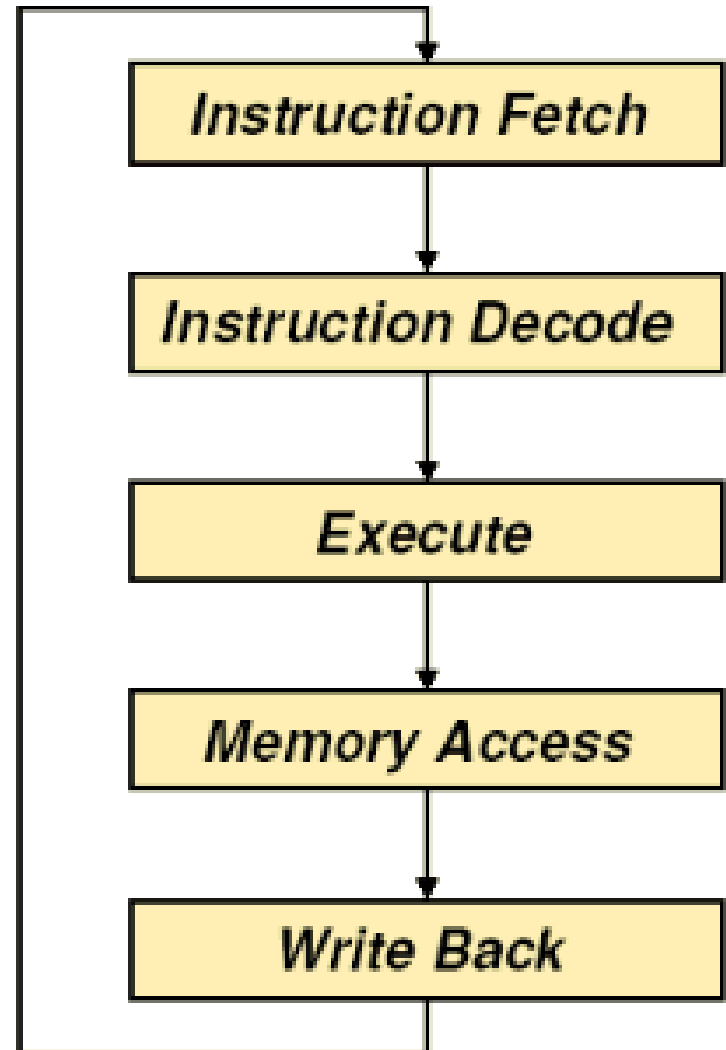 Instruction Fetch
Instruction Decode
Execute
Memory Access
Write Back